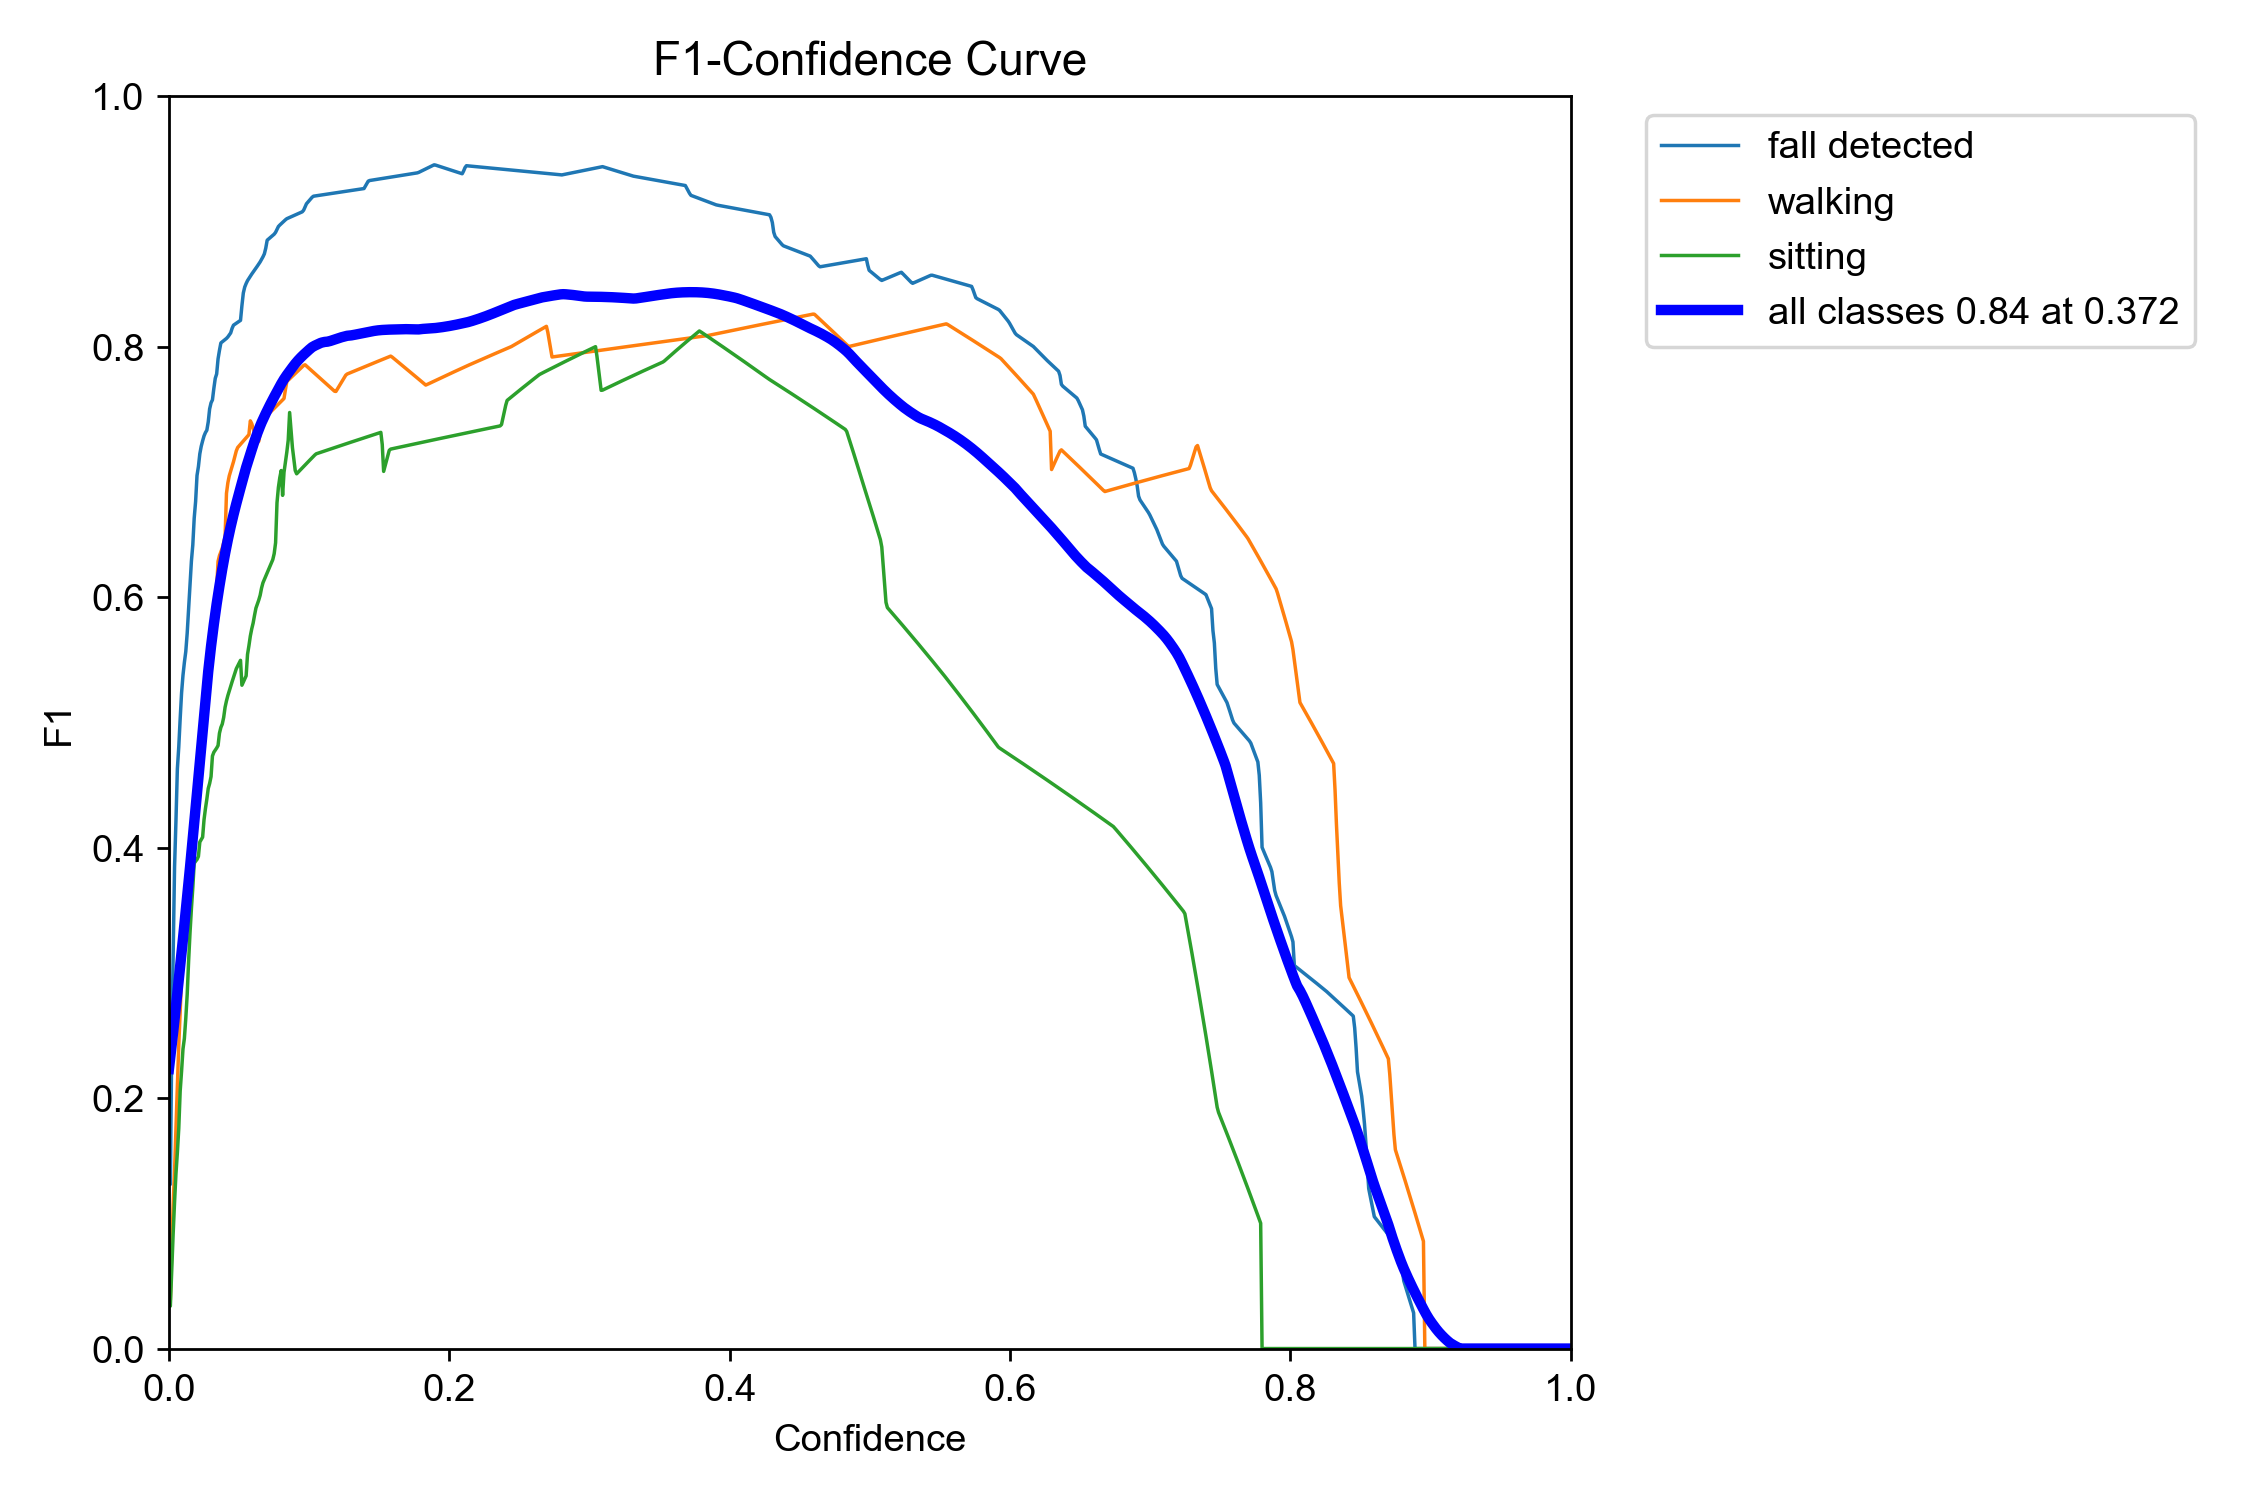 F1-Confidence Curve
1.0
0.8
0.6
0.4
0.2
0.0
F1
0.0 0.2 0.4 0.6 0.8 1.0
Confidence
fall detected
walking
sitting
all classes 0.84 at 0.372